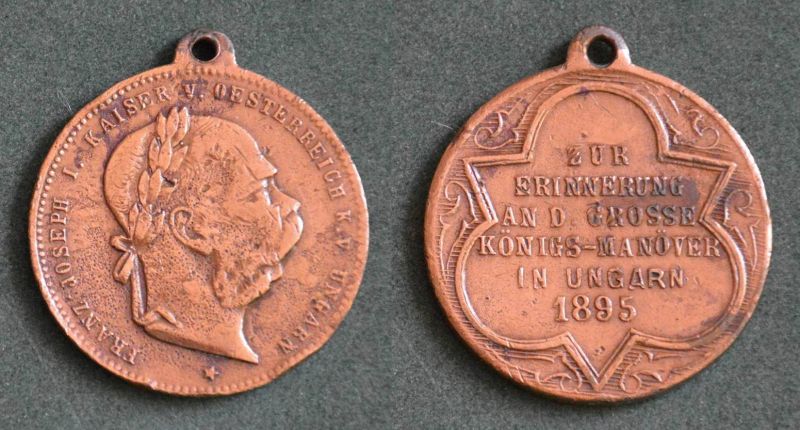 FRANZ JOSEPH I. KAISER V. OESTERREICH K. V. UNGARN
ZUR
ERINNERUNG
AN D. GROSSE
KÖNIGS-MANÖVER
IN UNGARN
1895